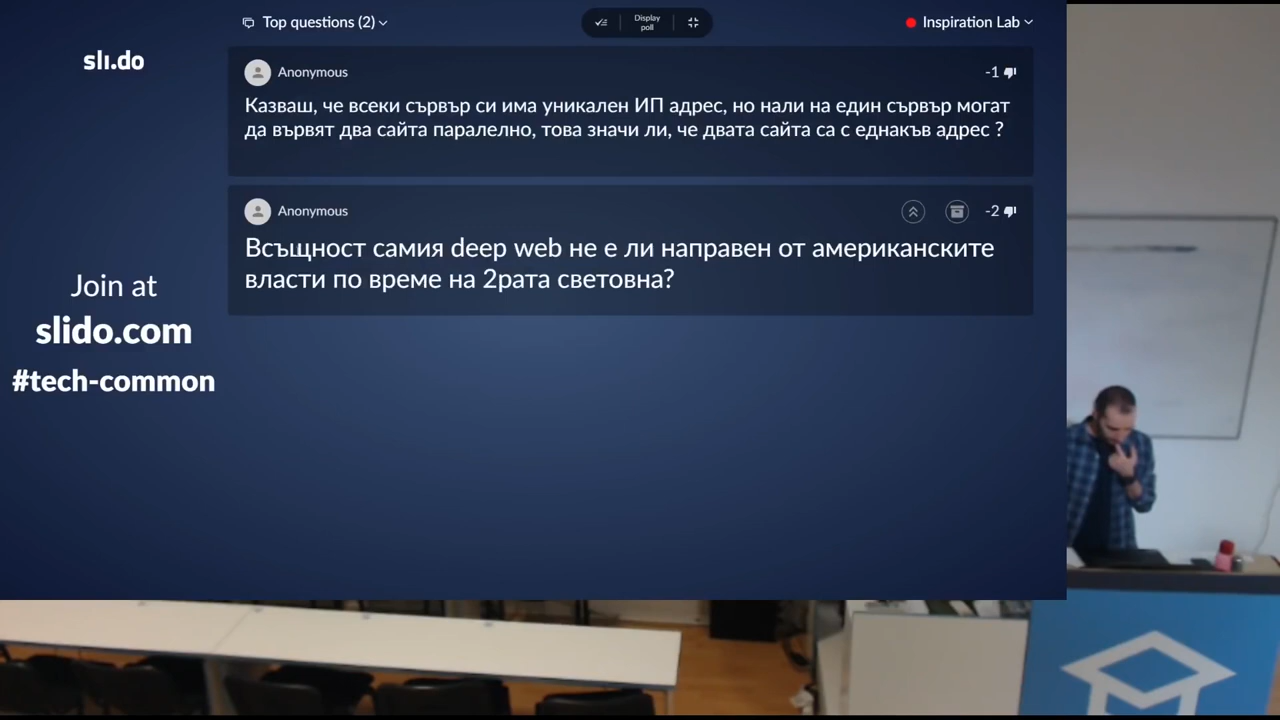 Top questions (2)
Display
poll
Inspiration Lab
sli.do
Anonymous
-1
Казваш, че всеки сървър си има уникален ИП адрес, но нали на един сървър могат
да вървят два сайта паралелно, това значи ли, че двата сайта са с еднакъв адрес ?
Anonymous
-2
Всъщност самия deep web не е ли направен от американските
власти по време на 2рата световна?
Join at
slido.com
#tech-common